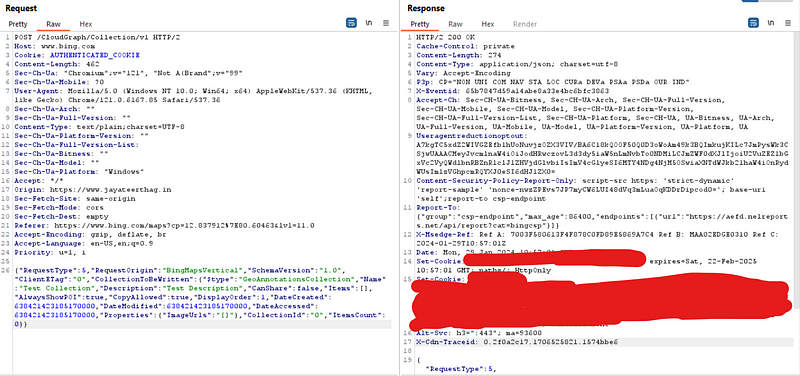 Request
Response
Pretty Raw Hex
\n
Pretty Raw Hex Render
\n
1 POST /CloudGraph/Collection/v1 HTTP/2
2 Host: www.bing.com
3 Cookie: AUTHENTICATED_COOKIE
4 Content-Length: 462
5 Sec-Ch-Ua: "Chromium";v="121", "Not A(Brand";v="99"
6 Sec-Ch-Ua-Mobile: ?0
7 User-Agent: Mozilla/5.0 (Windows NT 10.0; Win64; x64) AppleWebKit/537.36 (KHTML,
like Gecko) Chrome/121.0.6167.85 Safari/537.36
8 Sec-Ch-Ua-Arch: ""
9 Sec-Ch-Ua-Full-Version: ""
10 Content-Type: text/plain;charset=UTF-8
11 Sec-Ch-Ua-Platform-Version: ""
12 Sec-Ch-Ua-Full-Version-List:
13 Sec-Ch-Ua-Bitness: ""
14 Sec-Ch-Ua-Model: ""
15 Sec-Ch-Ua-Platform: "Windows"
16 Accept: */*
17 Origin: https://www.jayateerthag.in
18 Sec-Fetch-Site: same-origin
19 Sec-Fetch-Mode: cors
20 Sec-Fetch-Dest: empty
21 Referer: https://www.bing.com/maps?cp=12.837912%7E80.60463&lvl=11.0
22 Accept-Encoding: gzip, deflate, br
23 Accept-Language: en-US,en;q=0.9
24 Priority: u=1, i
25
26 {"RequestType":5,"RequestOrigin":"BingMapsVertical","SchemaVersion":"1.0",
"ClientETag":"0","CollectionToBeWritten":{"$type":"GeoAnnotationsCollection","Name"
:"Test Collection","Description":"Test Description","CanShare":false,"Items":[],
"AlwaysShowPOI":true,"CopyAllowed":true,"DisplayOrder":1,"DateCreated":
638421423185170000,"DateModified":638421423185170000,"DateAccessed":
638421423185170000,"Properties":{"ImageUrls":"[]"},"CollectionId":"0","ItemsCount":
0}}
1 HTTP/2 200 OK
2 Cache-Control: private
3 Content-Length: 274
4 Content-Type: application/json; charset=utf-8
5 Vary: Accept-Encoding
6 P3p: CP="NON UNI COM NAV STA LOC CURa DEVa PSAa PSDa OUR IND"
7 X-Eventid:
8 Accept-Ch: Sec-CH-UA-Bitness, Sec-CH-UA-Arch, Sec-CH-UA-Full-Version,
Sec-CH-UA-Mobile, Sec-CH-UA-Model, Sec-CH-UA-Platform,
Sec-CH-UA-Full-Version-List, Sec-CH-UA-Platform-Version, Sec-CH-UA, UA-Bitness, UA-Arch,
UA-Full-Version, UA-Mobile, UA-Model, UA-Platform-Version, UA-Platform, UA
9 Useragentreductionoptout:
10 Content-Security-Policy-Report-Only: script-src https: 'strict-dynamic'
'report-sample' base-uri
'self';report-to csp-endpoint
11 Report-To:
{"group":"csp-endpoint","max_age":86400,"endpoints":[{"url":"https://aefd.nelrepor
ts.net/api/report?cat=bingcsp"}]}
12 X-Msedge-Ref: Ref A: Ref B: Ref C:
2024-01-29T10:57:01Z
13 Date: Mon, 29 Jan 2024
14 Set-Cookie: expires=Sat, 22-Feb-2025
10:57:01 GMT; path=/; HttpOnly
15 Set-Cookie:
16 Alt-Svc: h3=":443"; ma=93600
17 X-Cdn-Traceid: 0.2f0a2c17.1706525821.1574bbe6
18
19 {
"RequestType":5,